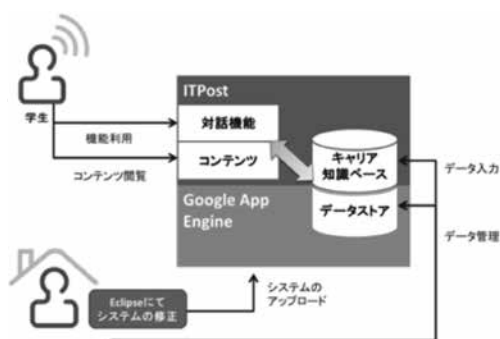 ITPost
学生
対話機能
機能利用
コンテンツ
コンテンツ閲覧
キャリア
知識ベース
データ入力
Google App
Engine
データストア
データ管理
Eclipseにて
システムの修正
システムの
アップロード